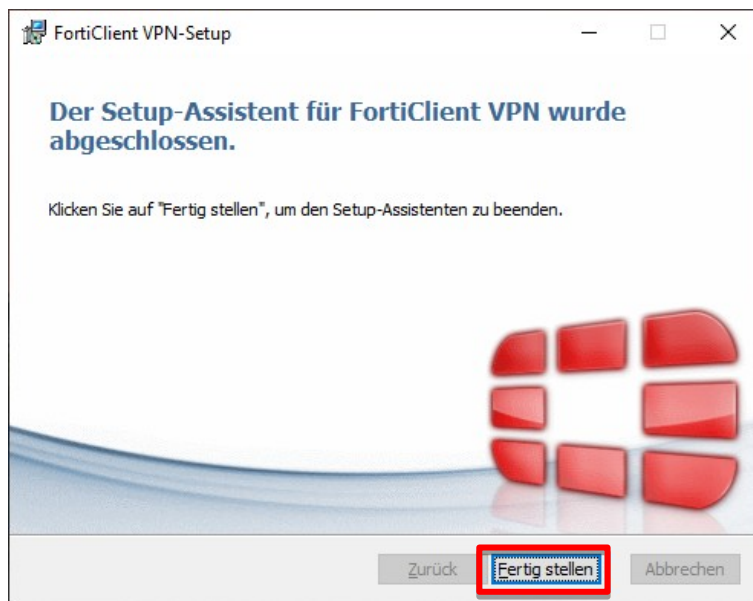 FortiClient VPN-Setup
Der Setup-Assistent für FortiClient VPN wurde
abgeschlossen.
Klicken Sie auf "Fertig stellen", um den Setup-Assistenten zu beenden.
Zurück
Fertig stellen
Abbrechen